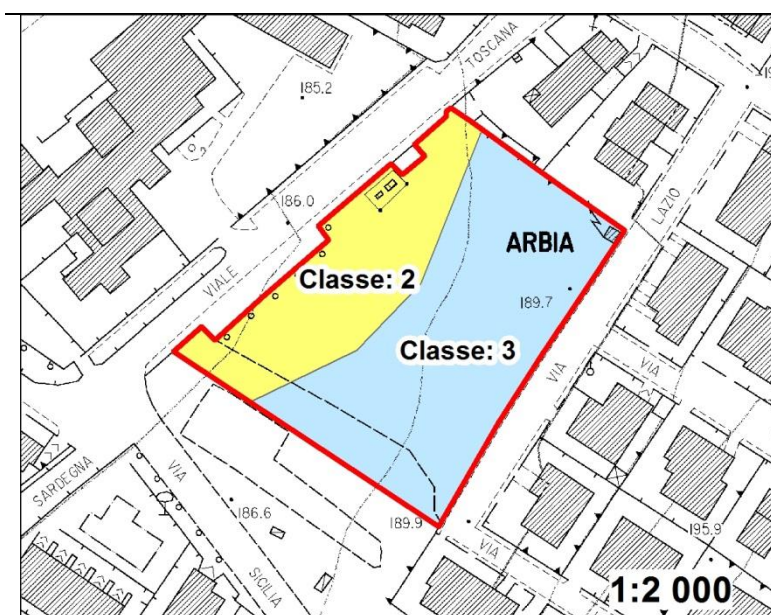 TOSCANA
185.2
186.0
LAZIO
ARBIA
Classe: 2
VIALE
189.7
Classe: 3
VIA
VIA
SARDEGNA
VIA
186.6
189.9
195.9
VIA
SICILIA
1:2 000